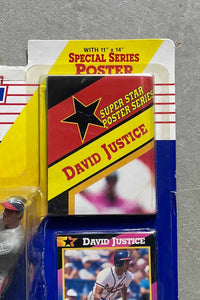 WITH 11" x 14"
SPECIAL SERIES
POSTER
SUPER STAR
POSTER SERIES
DAVID JUSTICE
DAVID JUSTICE